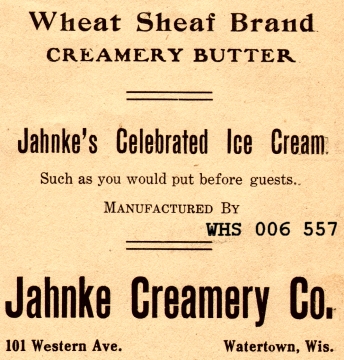 Wheat Sheaf Brand
CREAMERY BUTTER
Jahnke's Celebrated Ice Cream.
Such as you would put before guests..
MANUFACTURED BY
WHS 006 557
Jahnke Creamery Co.
101 Western Ave. Watertown, Wis.